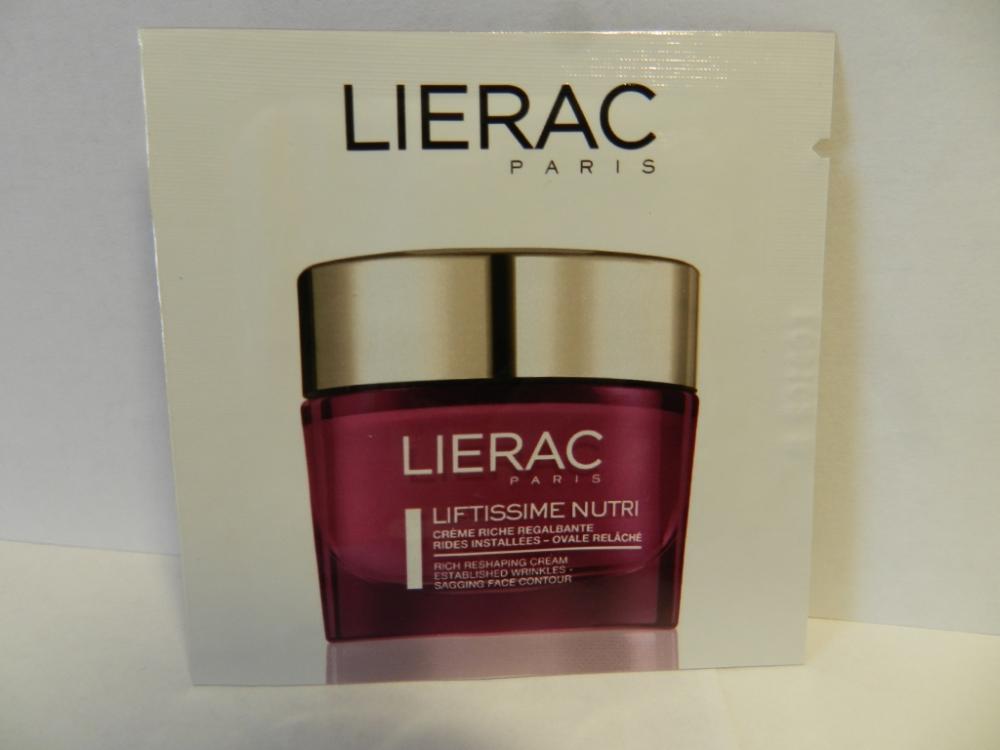 LIERAC
PARIS
LIERAC
PARIS
LIFTISSIME NUTRI
CRÈME RICHE REGALBANTE
RIDES INSTALLÉES – OVALE RELÂCHÉ
RICH RESHAPING CREAM
ESTABLISHED WRINKLES -
SAGGING FACE CONTOUR